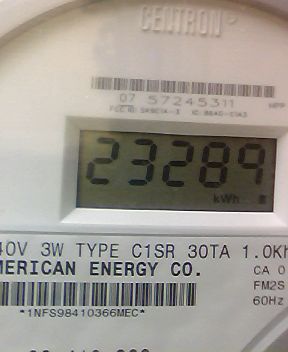 CENTRON®
07 57245311
23289
kWh
40V 3W TYPE C1SR 30TA 1.0Kh
MERICAN ENERGY CO.
CA 0
FM2S
60Hz
*1NFS98410366MEC*